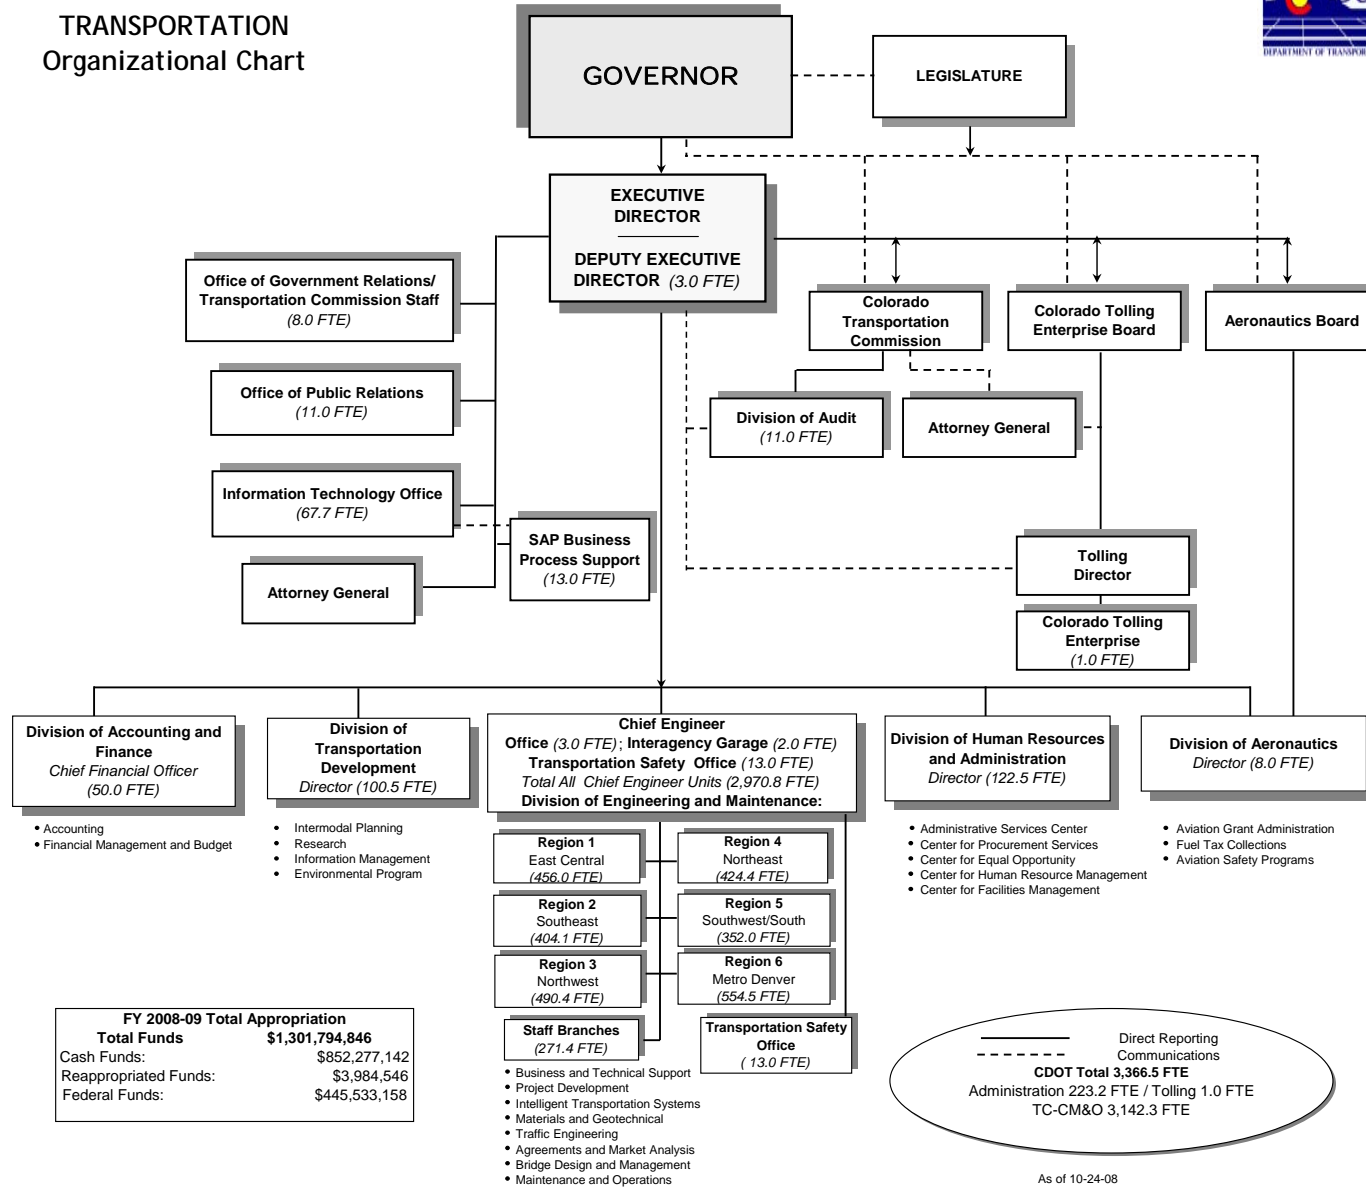 TRANSPORTATION
Organizational Chart
DEPARTMENT OF
GOVERNOR
LEGISLATURE
EXECUTIVE
DIRECTOR
DEPUTY EXECUTIVE
DIRECTOR (3.0 FTE)
Office of Government Relations/
Transportation Commission Staff
(8.0 FTE)
Office of Public Relations
(11.0 FTE)
Information Technology Office
(67.7 FTE)
SAP Business
Process Support
(13.0 FTE)
Attorney General
Colorado
Transportation
Commission
Colorado Tolling
Enterprise Board
Aeronautics Board
Division of Audit
(11.0 FTE)
Attorney General
Tolling
Director
Colorado Tolling
Enterprise
(1.0 FTE)
Division of Accounting and
Finance
Chief Financial Officer
(50.0 FTE)
• Accounting
• Financial Management and Budget
Division of
Transportation
Development
Director (100.5 FTE)
• Intermodal Planning
• Research
• Information Management
• Environmental Program
Chief Engineer
Office (3.0 FTE) ; Interagency Garage (2.0 FTE)
Transportation Safety Office (13.0 FTE)
Total All Chief Engineer Units (2,970.8 FTE)
Division of Engineering and Maintenance:
Region 1
East Central
(456.0 FTE)
Region 4
Northeast
(424.4 FTE)
Region 2
Southeast
(404.1 FTE)
Region 5
Southwest/South
(352.0 FTE)
Region 3
Northwest
(490.4 FTE)
Region 6
Metro Denver
(554.5 FTE)
Staff Branches
(271.4 FTE)
Transportation Safety
Office
( 13.0 FTE)
• Business and Technical Support
• Project Development
• Intelligent Transportation Systems
• Materials and Geotechnical
• Traffic Engineering
• Agreements and Market Analysis
• Bridge Design and Management
• Maintenance and Operations
Division of Human Resources
and Administration
Director (122.5 FTE)
• Administrative Services Center
• Center for Procurement Services
• Center for Equal Opportunity
• Center for Human Resource Management
• Center for Facilities Management
Division of Aeronautics
Director (8.0 FTE)
• Aviation Grant Administration
• Fuel Tax Collections
• Aviation Safety Programs
FY 2008-09 Total Appropriation
Total Funds $1,301,794,846
Cash Funds: $852,277,142
Reappropriated Funds: $3,984,546
Federal Funds: $445,533,158
Direct Reporting
Communications
CDOT Total 3,366.5 FTE
Administration 223.2 FTE / Tolling 1.0 FTE
TC-CM&O 3,142.3 FTE
As of 10-24-08